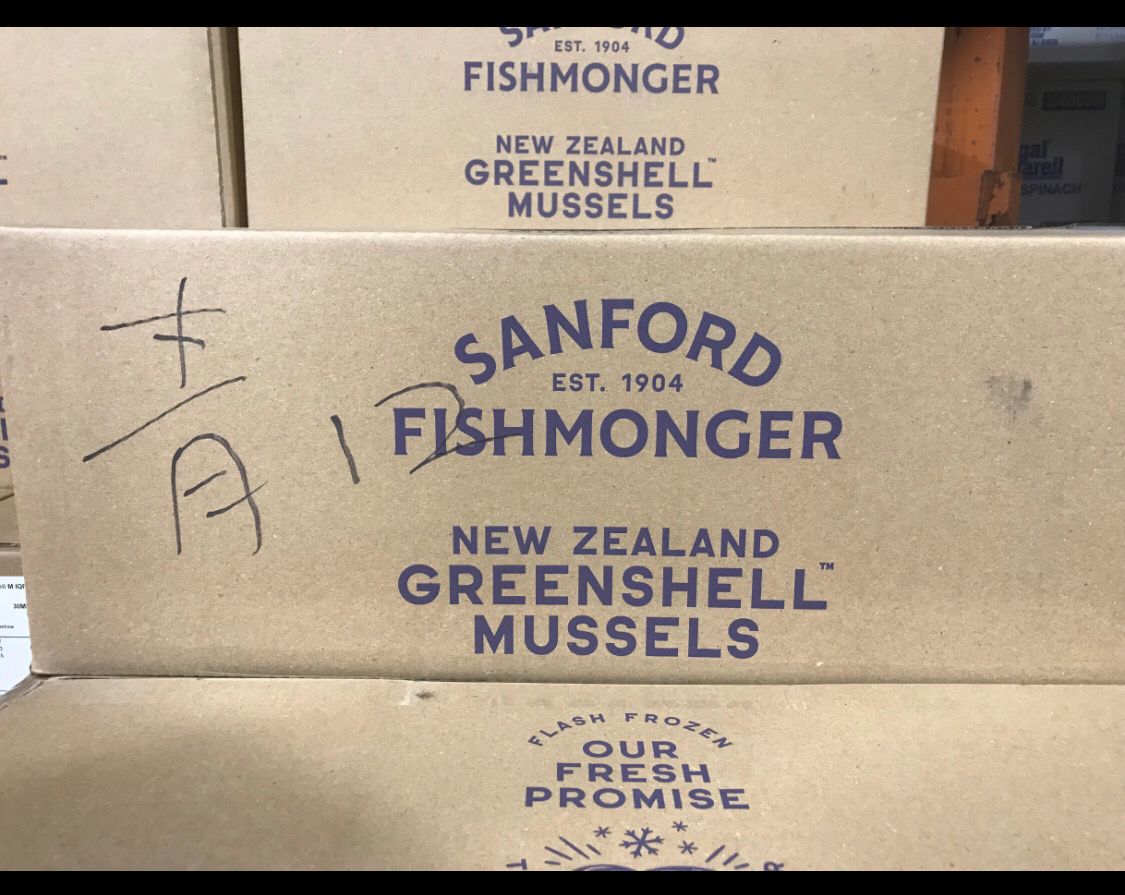 EST. 1904
FISHMONGER
NEW ZEALAND
GREENSHELL™
MUSSELS
SPINACH
SANFORD
EST. 1904
FISHMONGER
A 12
NEW ZEALAND
GREENSHELL™
MUSSELS
FLASH FROZEN
OUR
FRESH
PROMISE